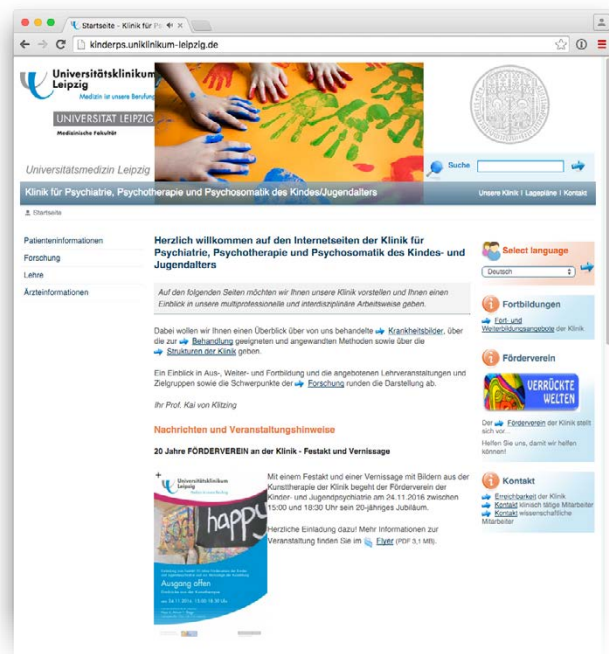 Startseite - Klinik für Ps
kinderps.uniklinikum-leipzig.de
Universitätsklinikum
Leipzig
Medizin ist unsere Berufung
UNIVERSITÄT LEIPZIG
Medizinische Fakultät
Universitätsmedizin Leipzig
Suche
Klinik für Psychiatrie, Psychotherapie und Psychosomatik des Kindes/Jugendalters
Unsere Klinik | Lagepläne | Kontakt
Startseite
Patienteninformationen
Forschung
Lehre
Ärzteinformationen
Herzlich willkommen auf den Internetseiten der Klinik für
Psychiatrie, Psychotherapie und Psychosomatik des Kindes- und
Jugendalters
Auf den folgenden Seiten möchten wir Ihnen unsere Klinik vorstellen und Ihnen einen
Einblick in unsere multiprofessionelle und interdisziplinäre Arbeitsweise geben.
Dabei wollen wir Ihnen einen Überblick über von uns behandelte Krankheitsbilder, über
die zur Behandlung geeigneten und angewandten Methoden sowie über die
Strukturen der Klinik geben.
Ein Einblick in Aus-, Weiter- und Fortbildung und die angebotenen Lehrveranstaltungen und
Zielgruppen sowie die Schwerpunkte der Forschung runden die Darstellung ab.
Ihr Prof. Kai von Klitzing
Nachrichten und Veranstaltungshinweise
20 Jahre FÖRDERVEREIN an der Klinik - Festakt und Vernissage
Mit einem Festakt und einer Vernissage mit Bildern aus der
Kunsttherapie der Klinik begeht der Förderverein der
Kinder- und Jugendpsychiatrie am 24.11.2016 zwischen
15:00 und 18:30 Uhr sein 20-jähriges Jubiläum.
Herzliche Einladung dazu! Mehr Informationen zur
Veranstaltung finden Sie im Flyer (PDF 3,1 MB).
Universitätsklinikum
Leipzig
happy
Ausgang offen
Select language
Deutsch
Fortbildungen
Fort- und
Weiterbildungsangebote der Klinik
Förderverein
VERRÜCKTE
WELTEN
Der Förderverein der Klinik stellt
sich vor...
Helfen Sie uns, damit wir helfen
können!
Kontakt
Erreichbarkeit der Klinik
Kontakt klinisch tätige Mitarbeiter
Kontakt wissenschaftliche
Mitarbeiter